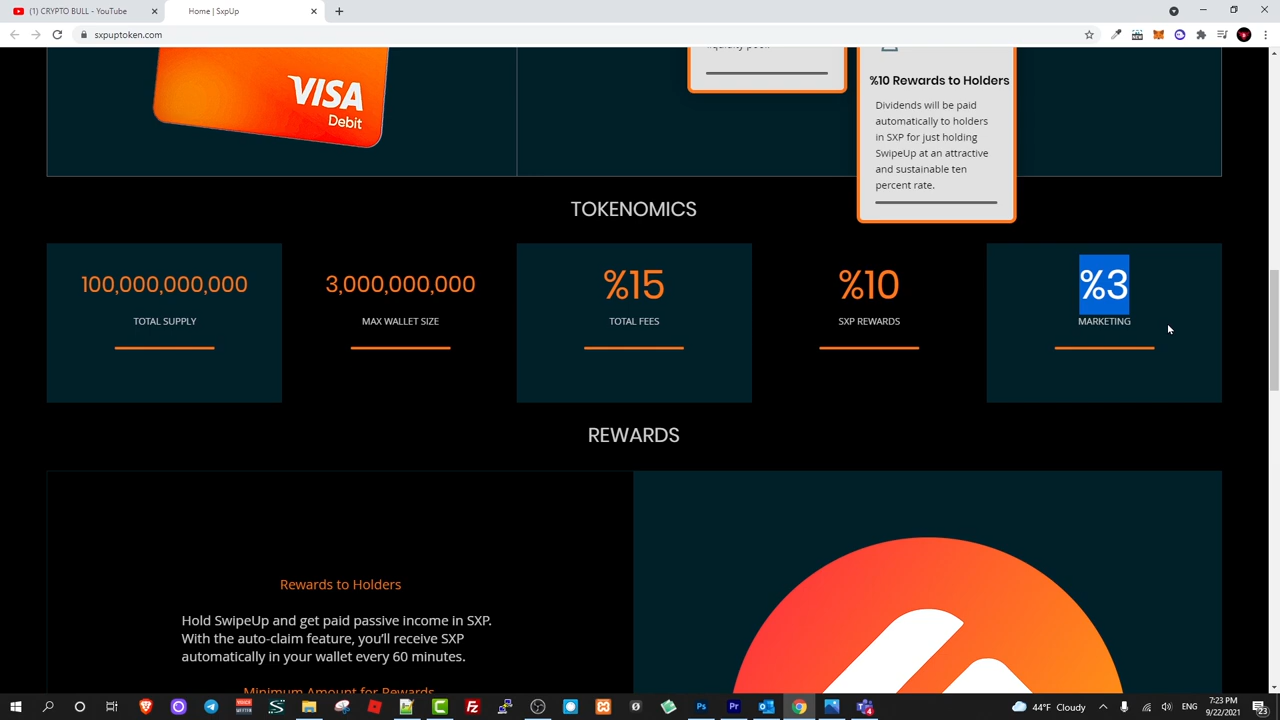 (1) CRYPTO BULL - YouTube
Home | SxpUp
sxpuptoken.com
VISA
Debit
%10 Rewards to Holders
Dividends will be paid
automatically to holders
in SXP for just holding
SwipeUp at an attractive
and sustainable ten
percent rate.
TOKENOMICS
100,000,000,000
TOTAL SUPPLY
3,000,000,000
MAX WALLET SIZE
%15
TOTAL FEES
%10
SXP REWARDS
%3
MARKETING
REWARDS
Rewards to Holders
Hold SwipeUp and get paid passive income in SXP.
With the auto-claim feature, you’ll receive SXP
automatically in your wallet every 60 minutes.
Minimum Amount for Rewards
44°F Cloudy
7:23 PM
9/22/2021